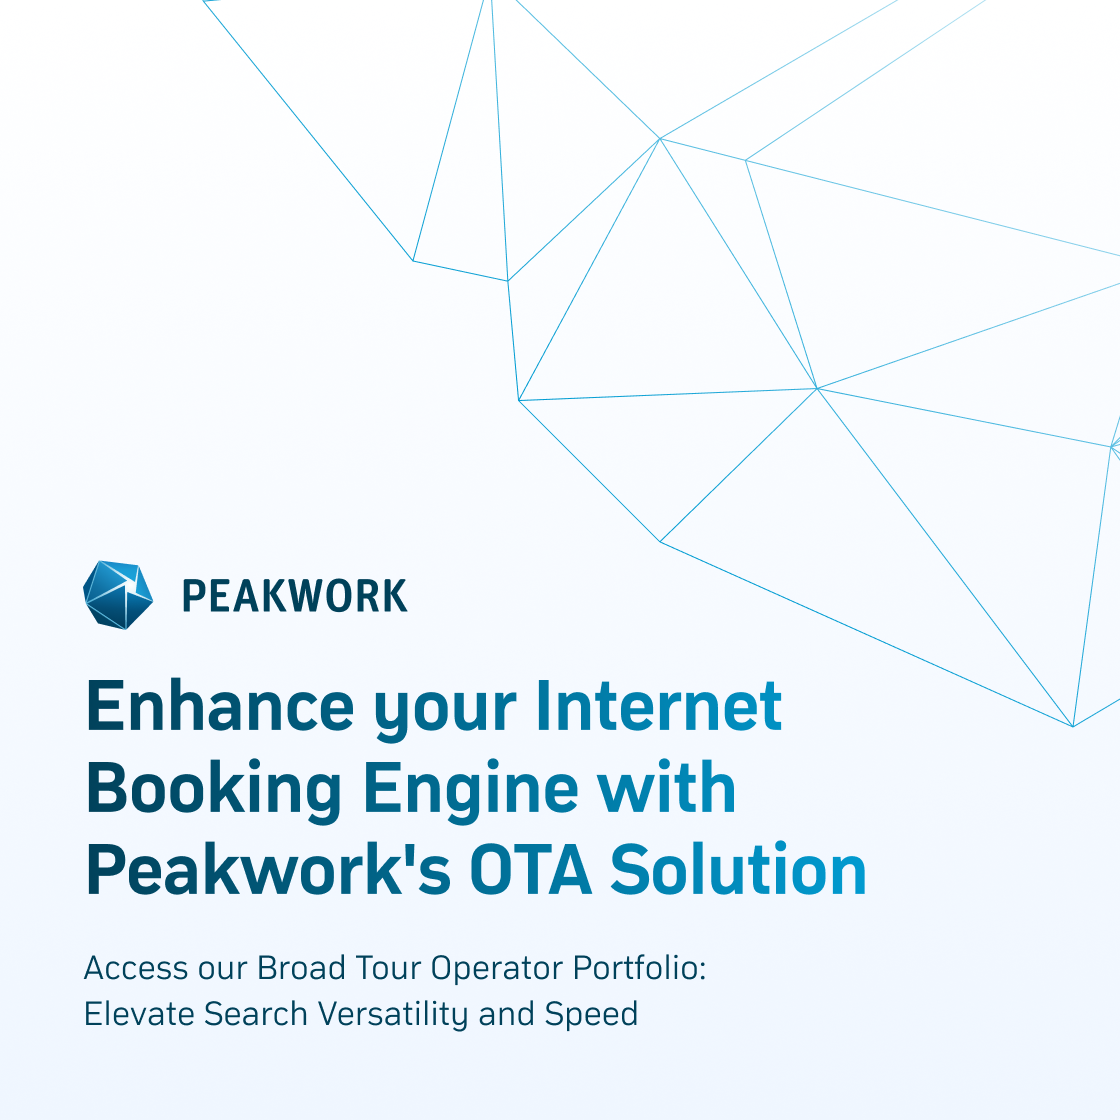 PEAKWORK
Enhance your Internet
Booking Engine with
Peakwork's OTA Solution
Access our Broad Tour Operator Portfolio:
Elevate Search Versatility and Speed